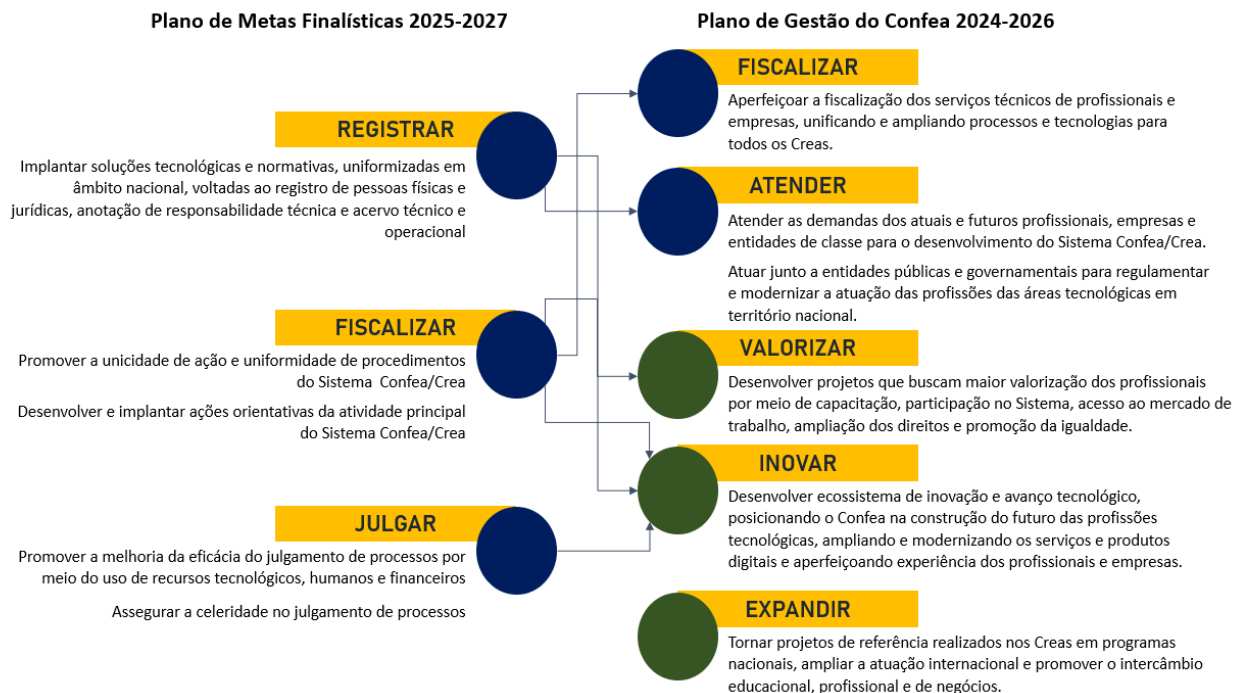 Plano de Metas Finalísticas 2025-2027
REGISTRAR
Implantar soluções tecnológicas e normativas, uniformizadas em
âmbito nacional, voltadas ao registro de pessoas físicas e
jurídicas, anotação de responsabilidade técnica e acervo técnico e
operacional
FISCALIZAR
Promover a unicidade de ação e uniformidade de procedimentos
do Sistema Confea/Crea
Desenvolver e implantar ações orientativas da atividade principal
do Sistema Confea/Crea
JULGAR
Promover a melhoria da eficácia do julgamento de processos por
meio do uso de recursos tecnológicos, humanos e financeiros
Assegurar a celeridade no julgamento de processos
Plano de Gestão do Confea 2024-2026
FISCALIZAR
Aperfeiçoar a fiscalização dos serviços técnicos de profissionais e
empresas, unificando e ampliando processos e tecnologias para
todos os Creas.
ATENDER
Atender as demandas dos atuais e futuros profissionais, empresas e
entidades de classe para o desenvolvimento do Sistema Confea/Crea.
Atuar junto a entidades públicas e governamentais para regulamentar
e modernizar a atuação das profissões das áreas tecnológicas em
território nacional.
VALORIZAR
Desenvolver projetos que buscam maior valorização dos profissionais
por meio de capacitação, participação no Sistema, acesso ao mercado de
trabalho, ampliação dos direitos e promoção da igualdade.
INOVAR
Desenvolver ecossistema de inovação e avanço tecnológico,
posicionando o Confea na construção do futuro das profissões
tecnológicas, ampliando e modernizando os serviços e produtos
digitais e aperfeiçoando experiência dos profissionais e empresas.
EXPANDIR
Tornar projetos de referência realizados nos Creas em programas
nacionais, ampliar a atuação internacional e promover o intercâmbio
educacional, profissional e de negócios.